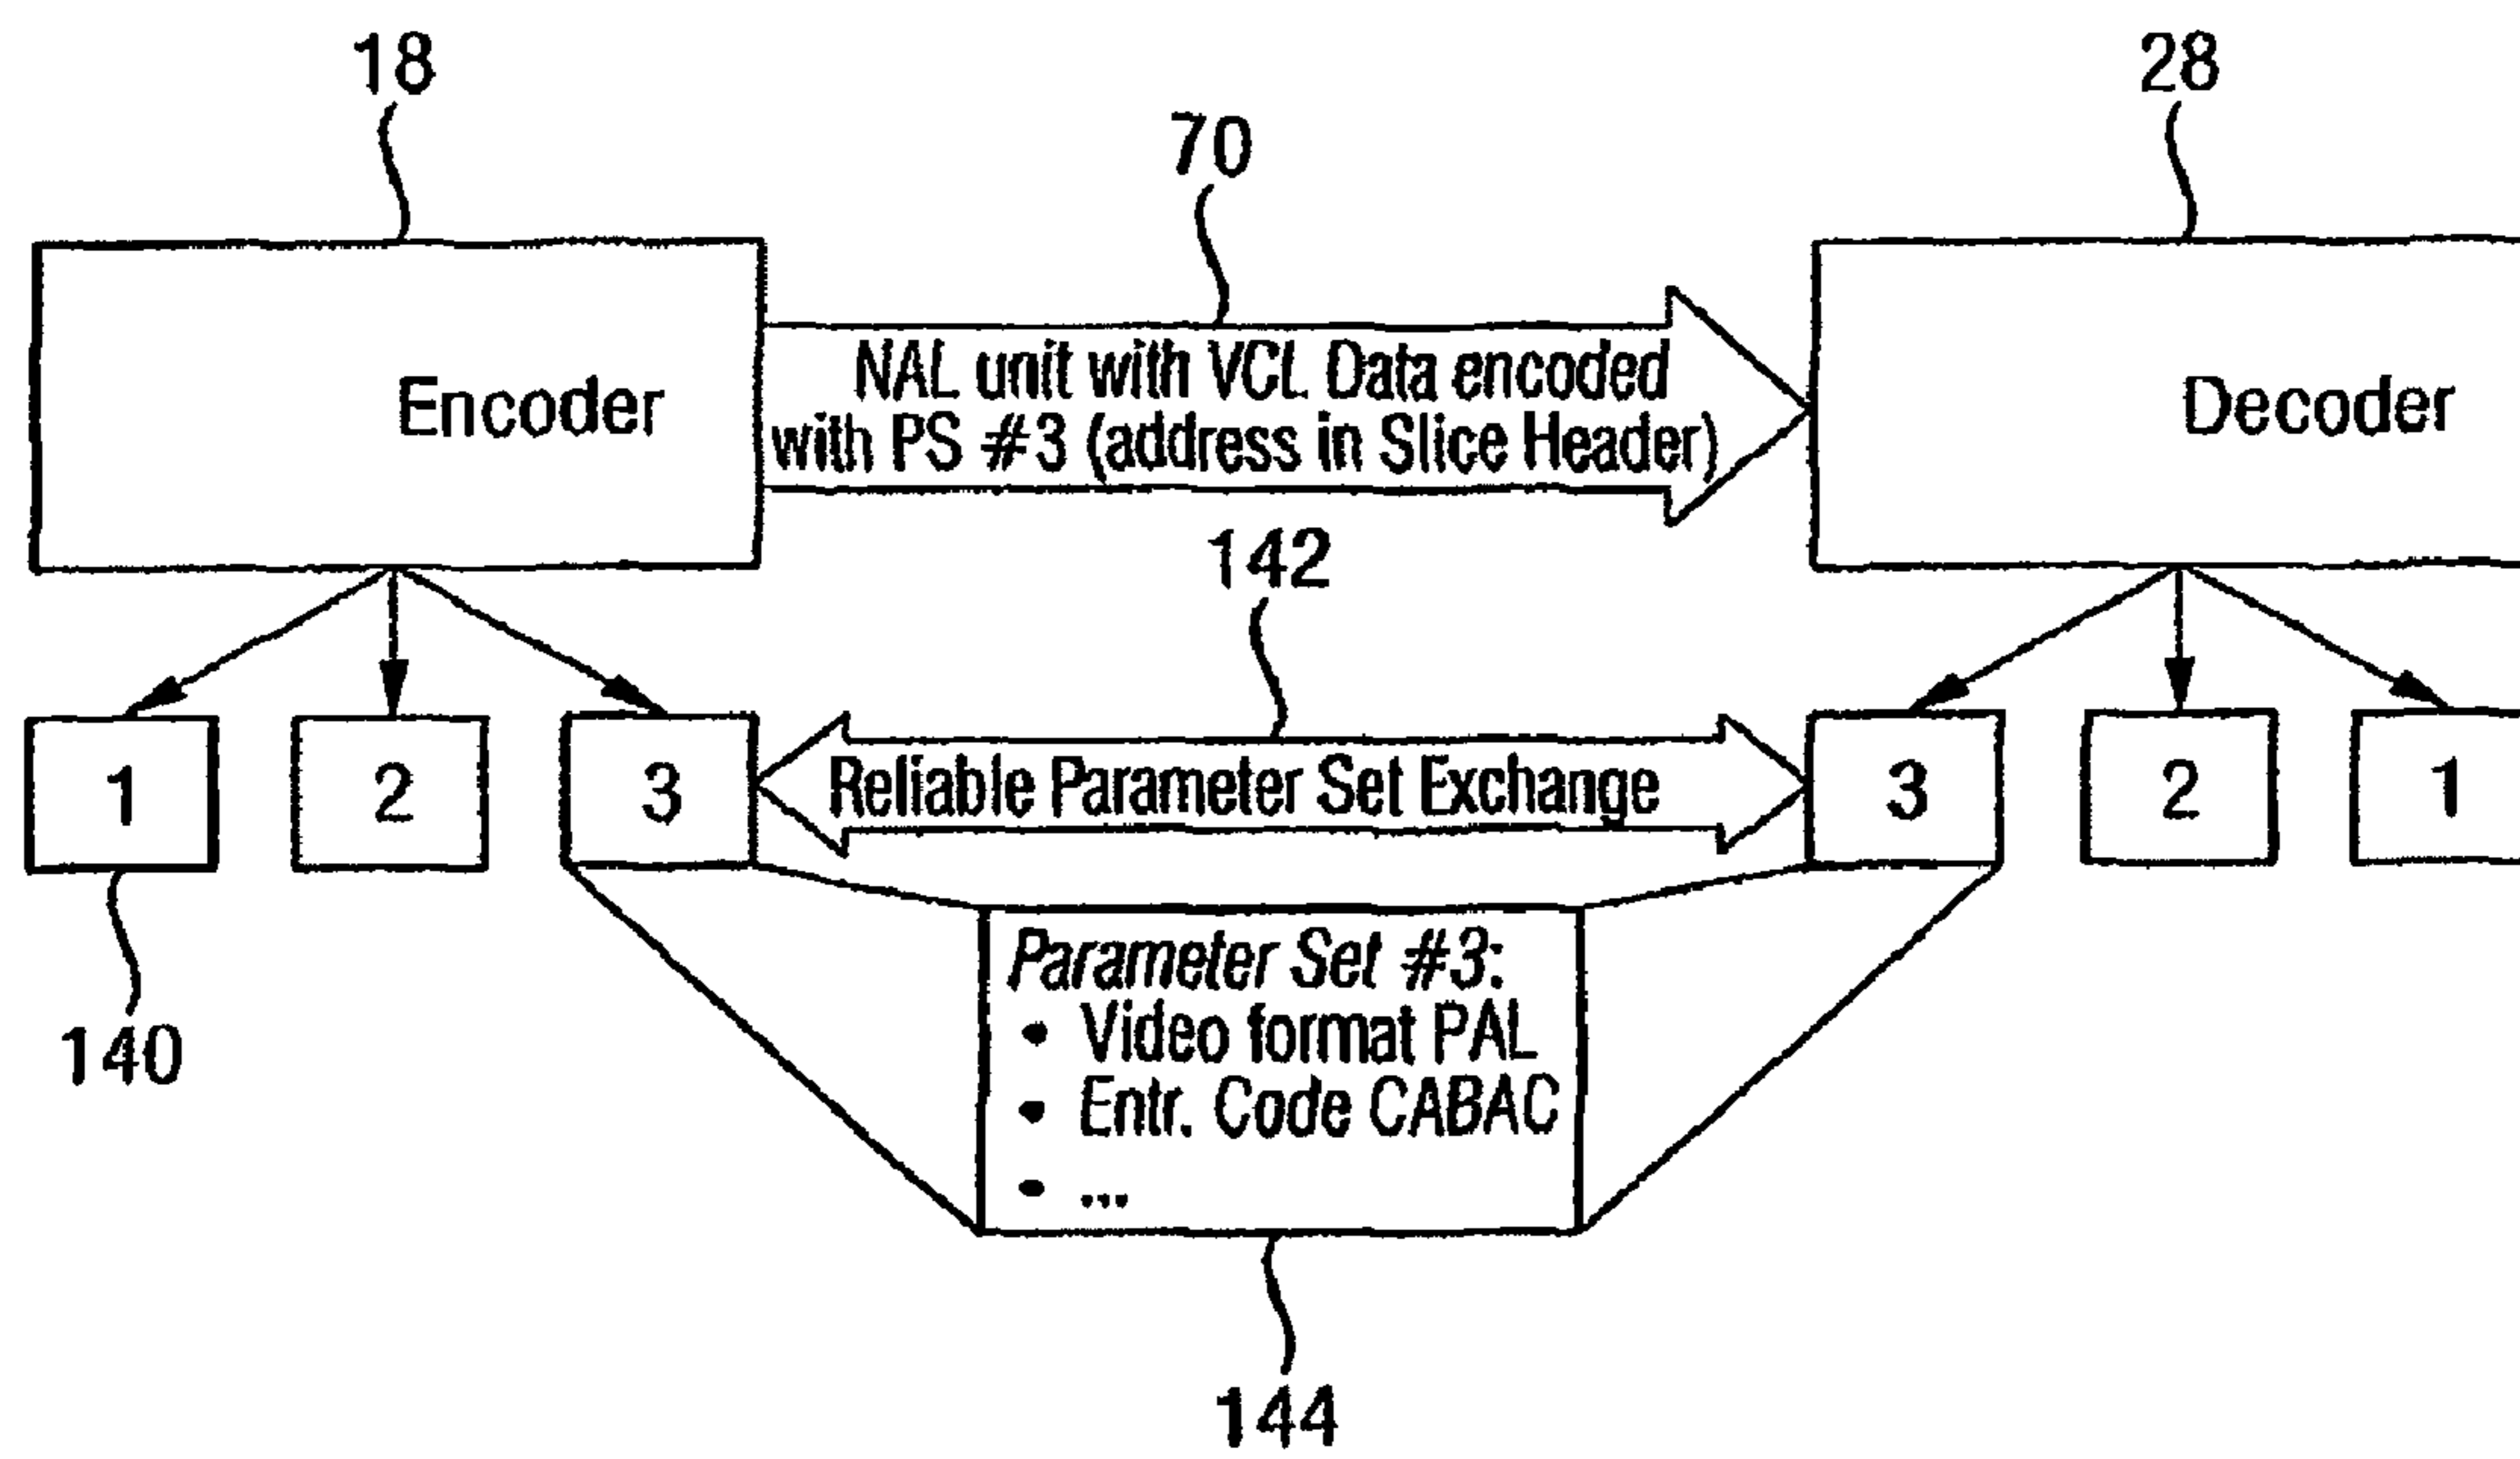 18
28
70
Encoder
NAL unit with VCL Data encoded
with PS #3 (address in Slice Header)
Decoder
142
1
2
3
Reliable Parameter Set Exchange
3
2
1
140
Parameter Set #3:
• Video format PAL
• Entr. Code CABAC
• ...
144